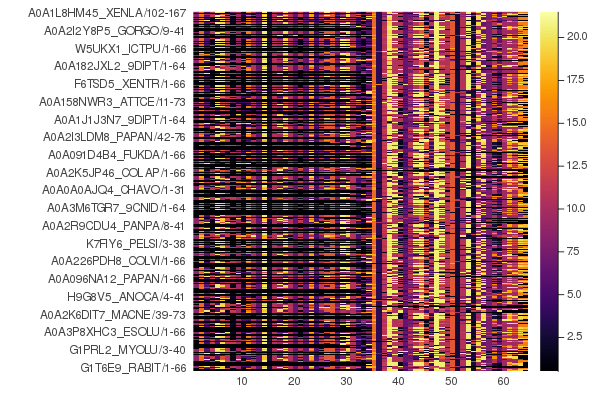 A0A1L8HM45_XENLA/102-167
A0A2I2Y8P5_GORGO/9-41
W5UKX1_ICTPU/1-66
A0A182JXL2_9DIPT/1-64
F6TSD5_XENTR/1-66
A0A158NWR3_ATTCE/11-73
A0A1J1J3N7_9DIPT/1-64
A0A2I3LDM8_PAPAN/42-76
A0A091D4B4_FUKDA/1-66
A0A2K5JP46_COLAP/1-66
A0A0A0AJQ4_CHAVO/1-31
A0A3M6TGR7_9CNID/1-64
A0A2R9CDU4_PANPA/8-41
K7FIY6_PELSI/3-38
A0A226PDH8_COLVI/1-66
A0A096NA12_PAPAN/1-66
H9G8V5_ANOCA/4-41
A0A2K6DIT7_MACNE/39-73
A0A3P8XHC3_ESOLU/1-66
G1PRL2_MYOLU/3-40
G1T6E9_RABIT/1-66
10 20 30 40 50 60
20.0
17.5
15.0
12.5
10.0
7.5
5.0
2.5